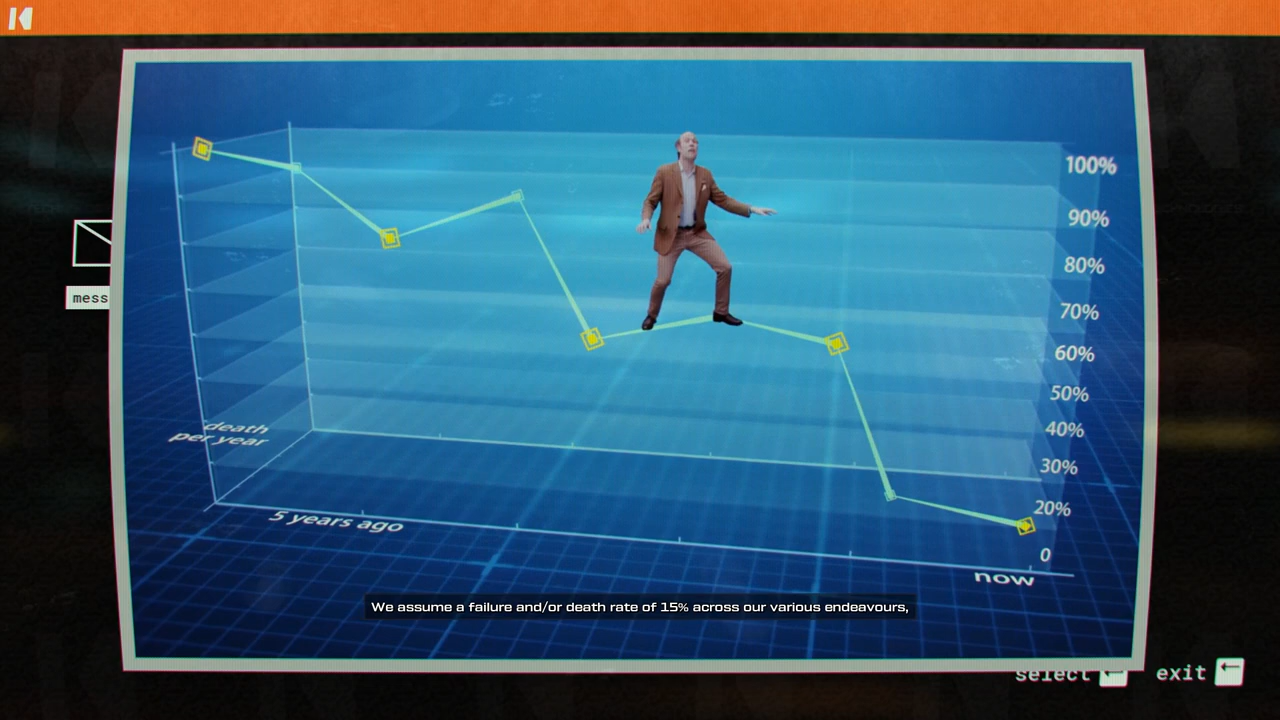 mess
100%
90%
80%
70%
60%
50%
40%
30%
20%
0
death
per year
5 years ago
now
We assume a failure and/or death rate of 15% across our various endeavours,
select
exit